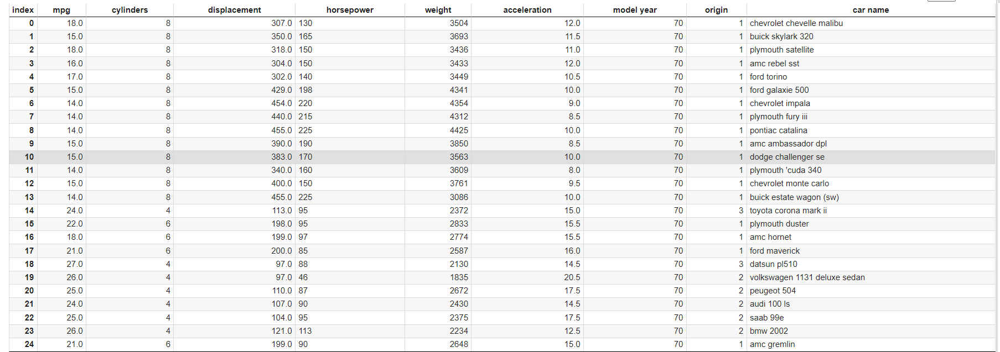 index mpg cylinders displacement horsepower weight acceleration model year origin car name
0 18.0 8 307.0 130 3504 12.0 70 1 chevrolet chevelle malibu
1 15.0 8 350.0 165 3693 11.5 70 1 buick skylark 320
2 18.0 8 318.0 150 3436 11.0 70 1 plymouth satellite
3 16.0 8 304.0 150 3433 12.0 70 1 amc rebel sst
4 17.0 8 302.0 140 3449 10.5 70 1 ford torino
5 15.0 8 429.0 198 4341 10.0 70 1 ford galaxie 500
6 14.0 8 454.0 220 4354 9.0 70 1 chevrolet impala
7 14.0 8 440.0 215 4312 8.5 70 1 plymouth fury iii
8 14.0 8 455.0 225 4425 10.0 70 1 pontiac catalina
9 15.0 8 390.0 190 3850 8.5 70 1 amc ambassador dpl
10 15.0 8 383.0 170 3563 10.0 70 1 dodge challenger se
11 14.0 8 340.0 160 3609 8.0 70 1 plymouth 'cuda 340
12 15.0 8 400.0 150 3761 9.5 70 1 chevrolet monte carlo
13 14.0 8 455.0 225 3086 10.0 70 1 buick estate wagon (sw)
14 24.0 4 113.0 95 2372 15.0 70 3 toyota corona mark ii
15 22.0 6 198.0 95 2833 15.5 70 1 plymouth duster
16 18.0 6 199.0 97 2774 15.5 70 1 amc hornet
17 21.0 6 200.0 85 2587 16.0 70 1 ford maverick
18 27.0 4 97.0 88 2130 14.5 70 3 datsun pl510
19 26.0 4 97.0 46 1835 20.5 70 2 volkswagen 1131 deluxe sedan
20 25.0 4 110.0 87 2672 17.5 70 2 peugeot 504
21 24.0 4 107.0 90 2430 14.5 70 2 audi 100 ls
22 25.0 4 104.0 95 2375 17.5 70 2 saab 99e
23 26.0 4 121.0 113 2234 12.5 70 2 bmw 2002
24 21.0 6 199.0 90 2648 15.0 70 1 amc gremlin